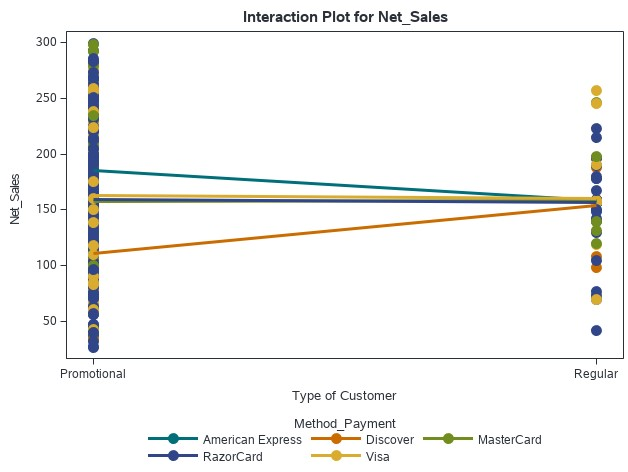 Interaction Plot for Net_Sales
300
250
200
150
100
50
Net_Sales
Promotional
Regular
Type of Customer
Method_Payment
American Express
Discover
MasterCard
RazorCard
Visa